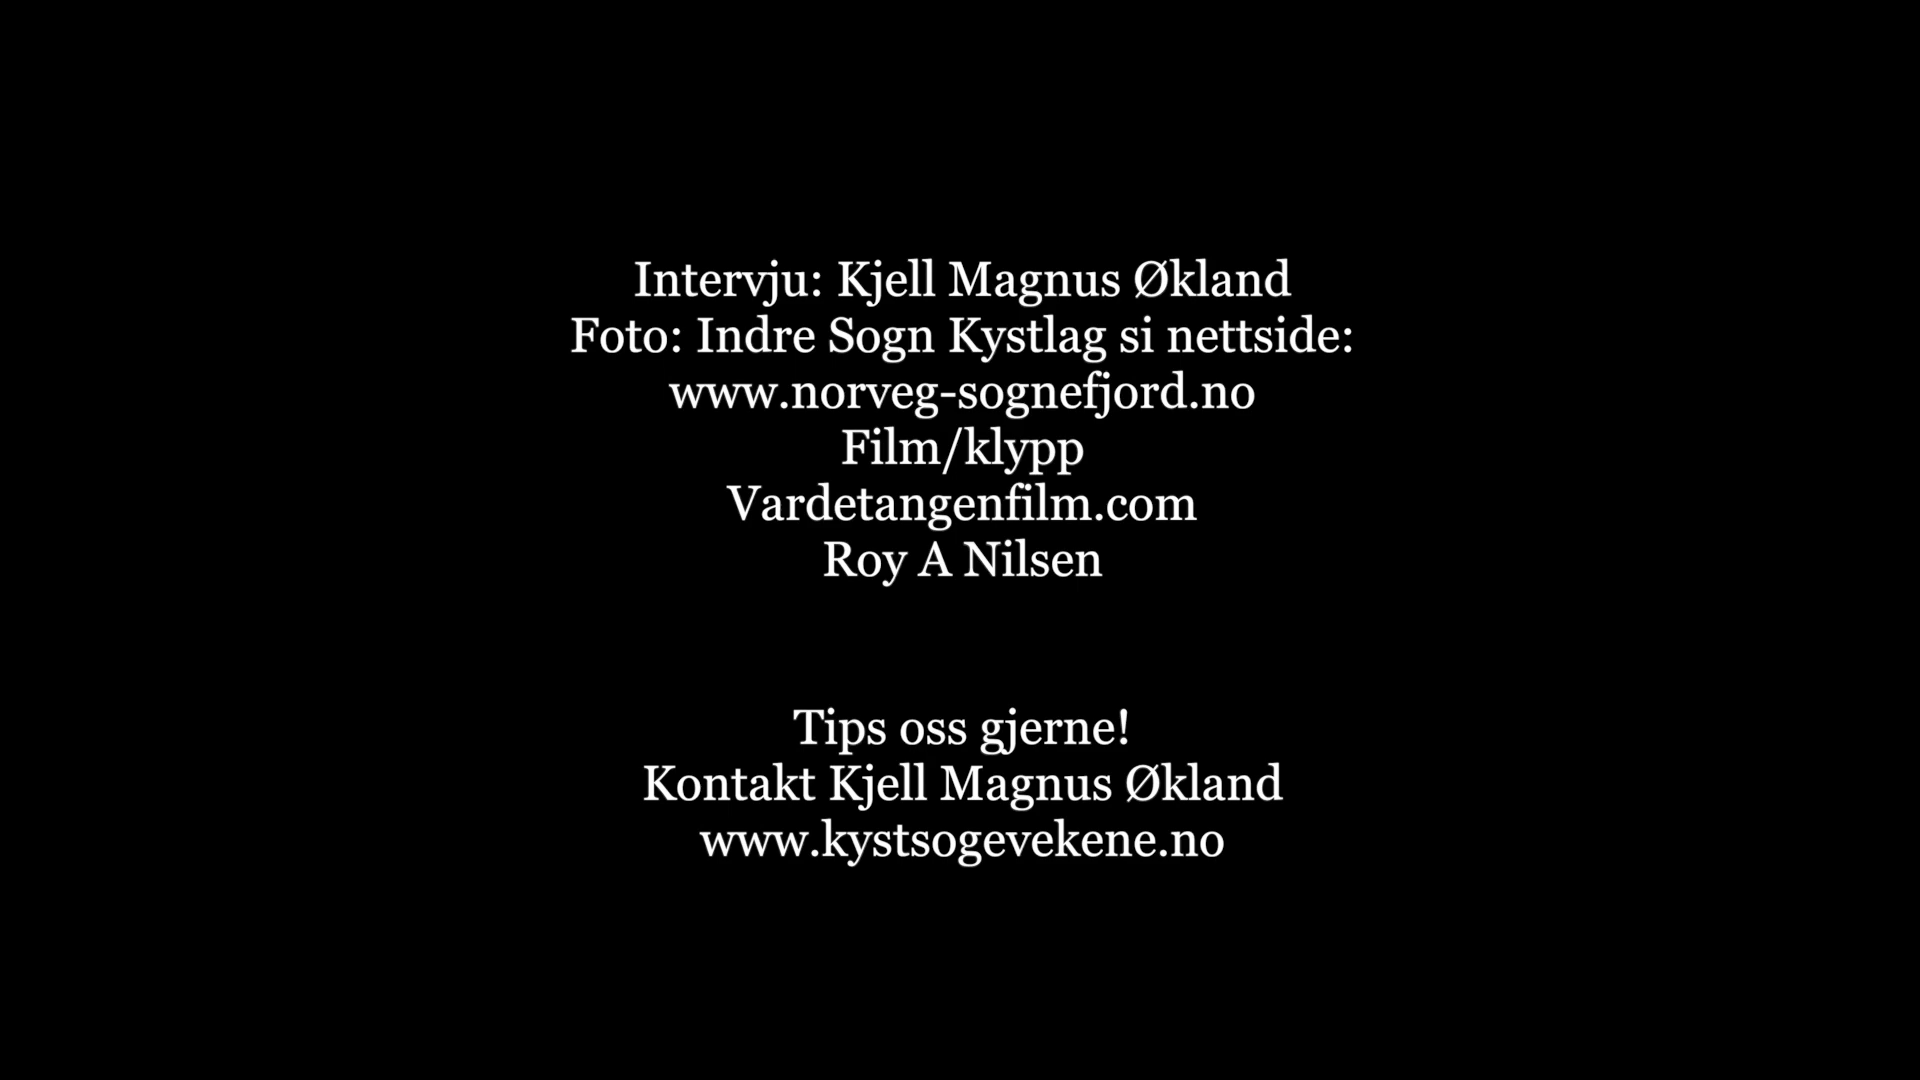 Intervju: Kjell Magnus Økland
Foto: Indre Sogn Kystlag si nettside:
www.norveg-sognefjord.no
Film/klypp
Vardetangenfilm.com
Roy A Nilsen
Tips oss gjerne!
Kontakt Kjell Magnus Økland
www.kystsogevekene.no